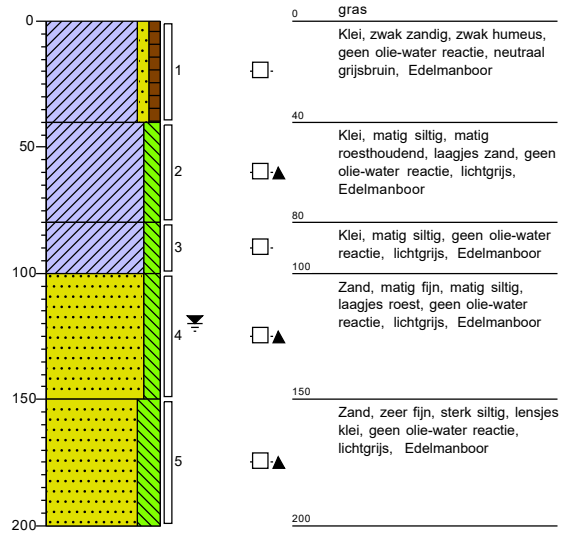 0
gras
0
Klei, zwak zandig, zwak humeus,
geen olie-water reactie, neutraal
grijsbruin, Edelmanboor
1
40
50
Klei, matig siltig, matig
roesthoudend, laagjes zand, geen
olie-water reactie, lichtgrijs,
Edelmanboor
2
80
Klei, matig siltig, geen olie-water
reactie, lichtgrijs, Edelmanboor
3
100
100
Zand, matig fijn, matig siltig,
laagjes roest, geen olie-water
reactie, lichtgrijs, Edelmanboor
4
150
150
Zand, zeer fijn, sterk siltig, lensjes
klei, geen olie-water reactie,
lichtgrijs, Edelmanboor
5
200
200